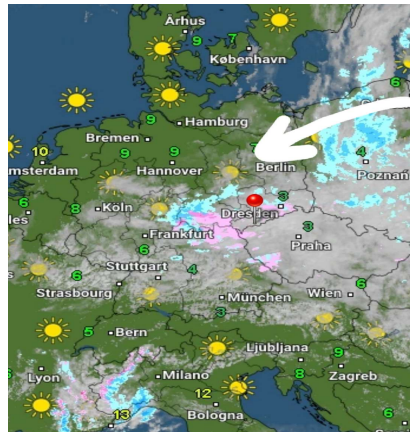 Århus
9
7
København
6
9
Hamburg
Bremen
10
9
9
Berlin
4
msterdam
Hannover
Poznań
6
8
Köln
3
Dresden
Frankfurt
Praha
6
Stuttgart
6
4
6
Strasbourg
München
Wien
3
5
Bern
Ljubljana
9
Lyon
Milano
8
Zagreb
12
13
Bologna
6